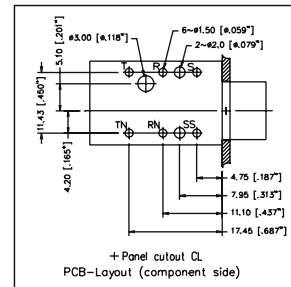 ø3.00 [ø.118"]
6-ø1.50 [ø.059"]
2-ø2.0 [ø.079"]
5.10 [.201"]
11.43 [.450"]
4.20 [.165"]
T R S
TN RN SS
4.75 [.187"]
7.95 [.313"]
11.10 [.437"]
17.45 [.687"]
+ Panel cutout CL
PCB-Layout (component side)